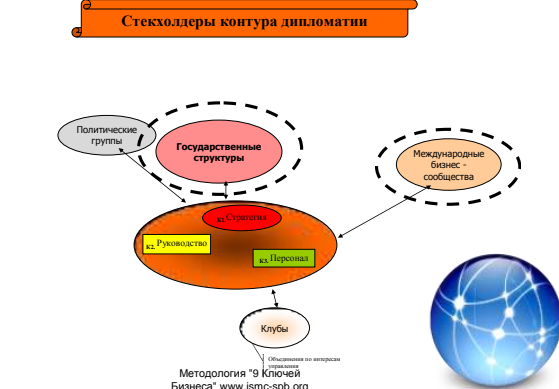 Стекхолдеры контура дипломатии
Политические
группы
Государственные
структуры
Международные
бизнес -
сообщества
К1.Стратегия
К2. Руководство
К3. Персонал
Клубы
Объединения по интересам
управления
Методология "9 Ключей
Бизнеса" www.ismc-spb.org